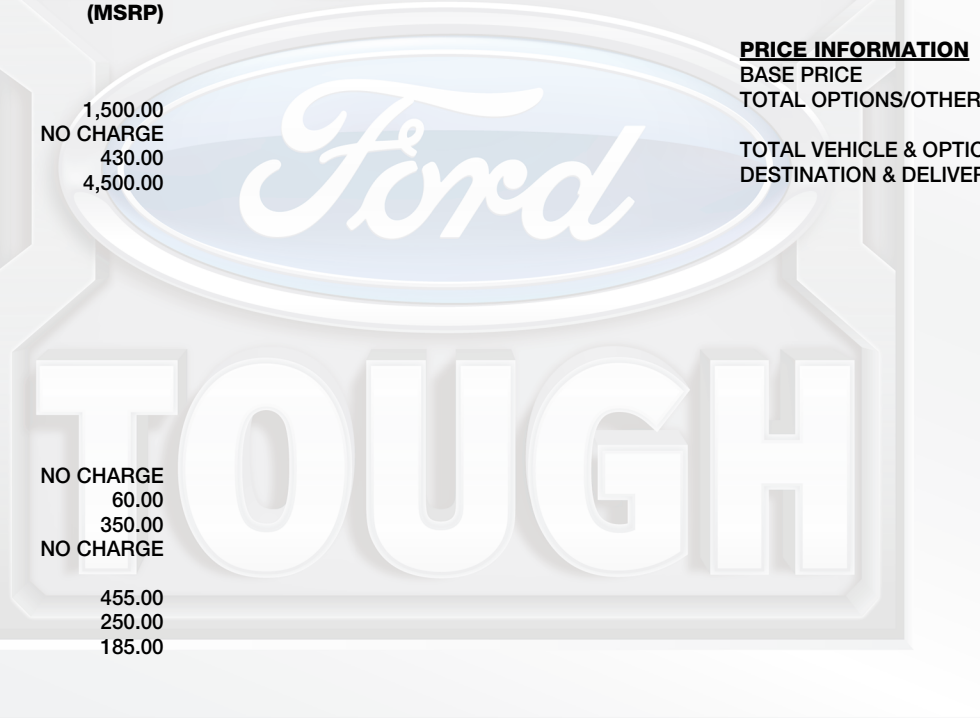 (MSRP)
1,500.00
NO CHARGE
430.00
4,500.00
NO CHARGE
60.00
350.00
NO CHARGE
455.00
250.00
185.00
PRICE INFORMATION
BASE PRICE
TOTAL OPTIONS/OTHER
TOTAL VEHICLE & OPTIO
DESTINATION & DELIVER
Ford
TOUGH